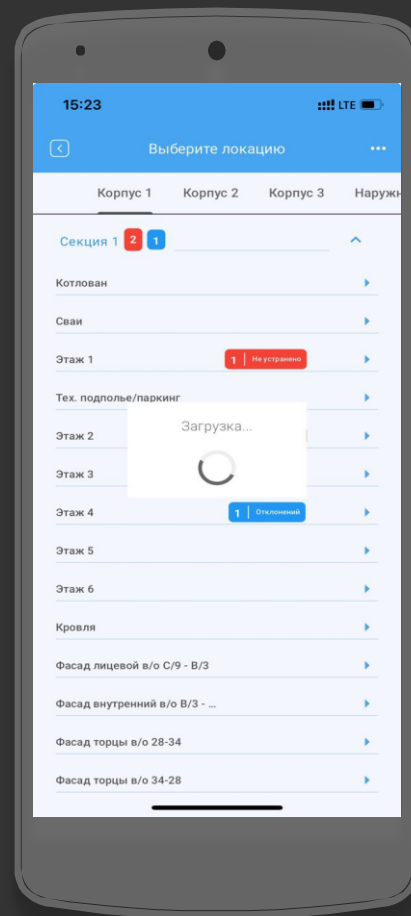 15:23
LTE
Выберите локацию
Корпус 1 Корпус 2 Корпус 3 Наружн
Секция 1 2 1
Котлован
Сваи
Этаж 1 1 Не устранено
Тех. подполье/паркинг
Загрузка...
Этаж 2
Этаж 3
Этаж 4 1 Отклонений
Этаж 5
Этаж 6
Кровля
Фасад лицевой в/о С/9 - В/3
Фасад внутренний в/о В/3 - ...
Фасад торцы в/о 28-34
Фасад торцы в/о 34-28